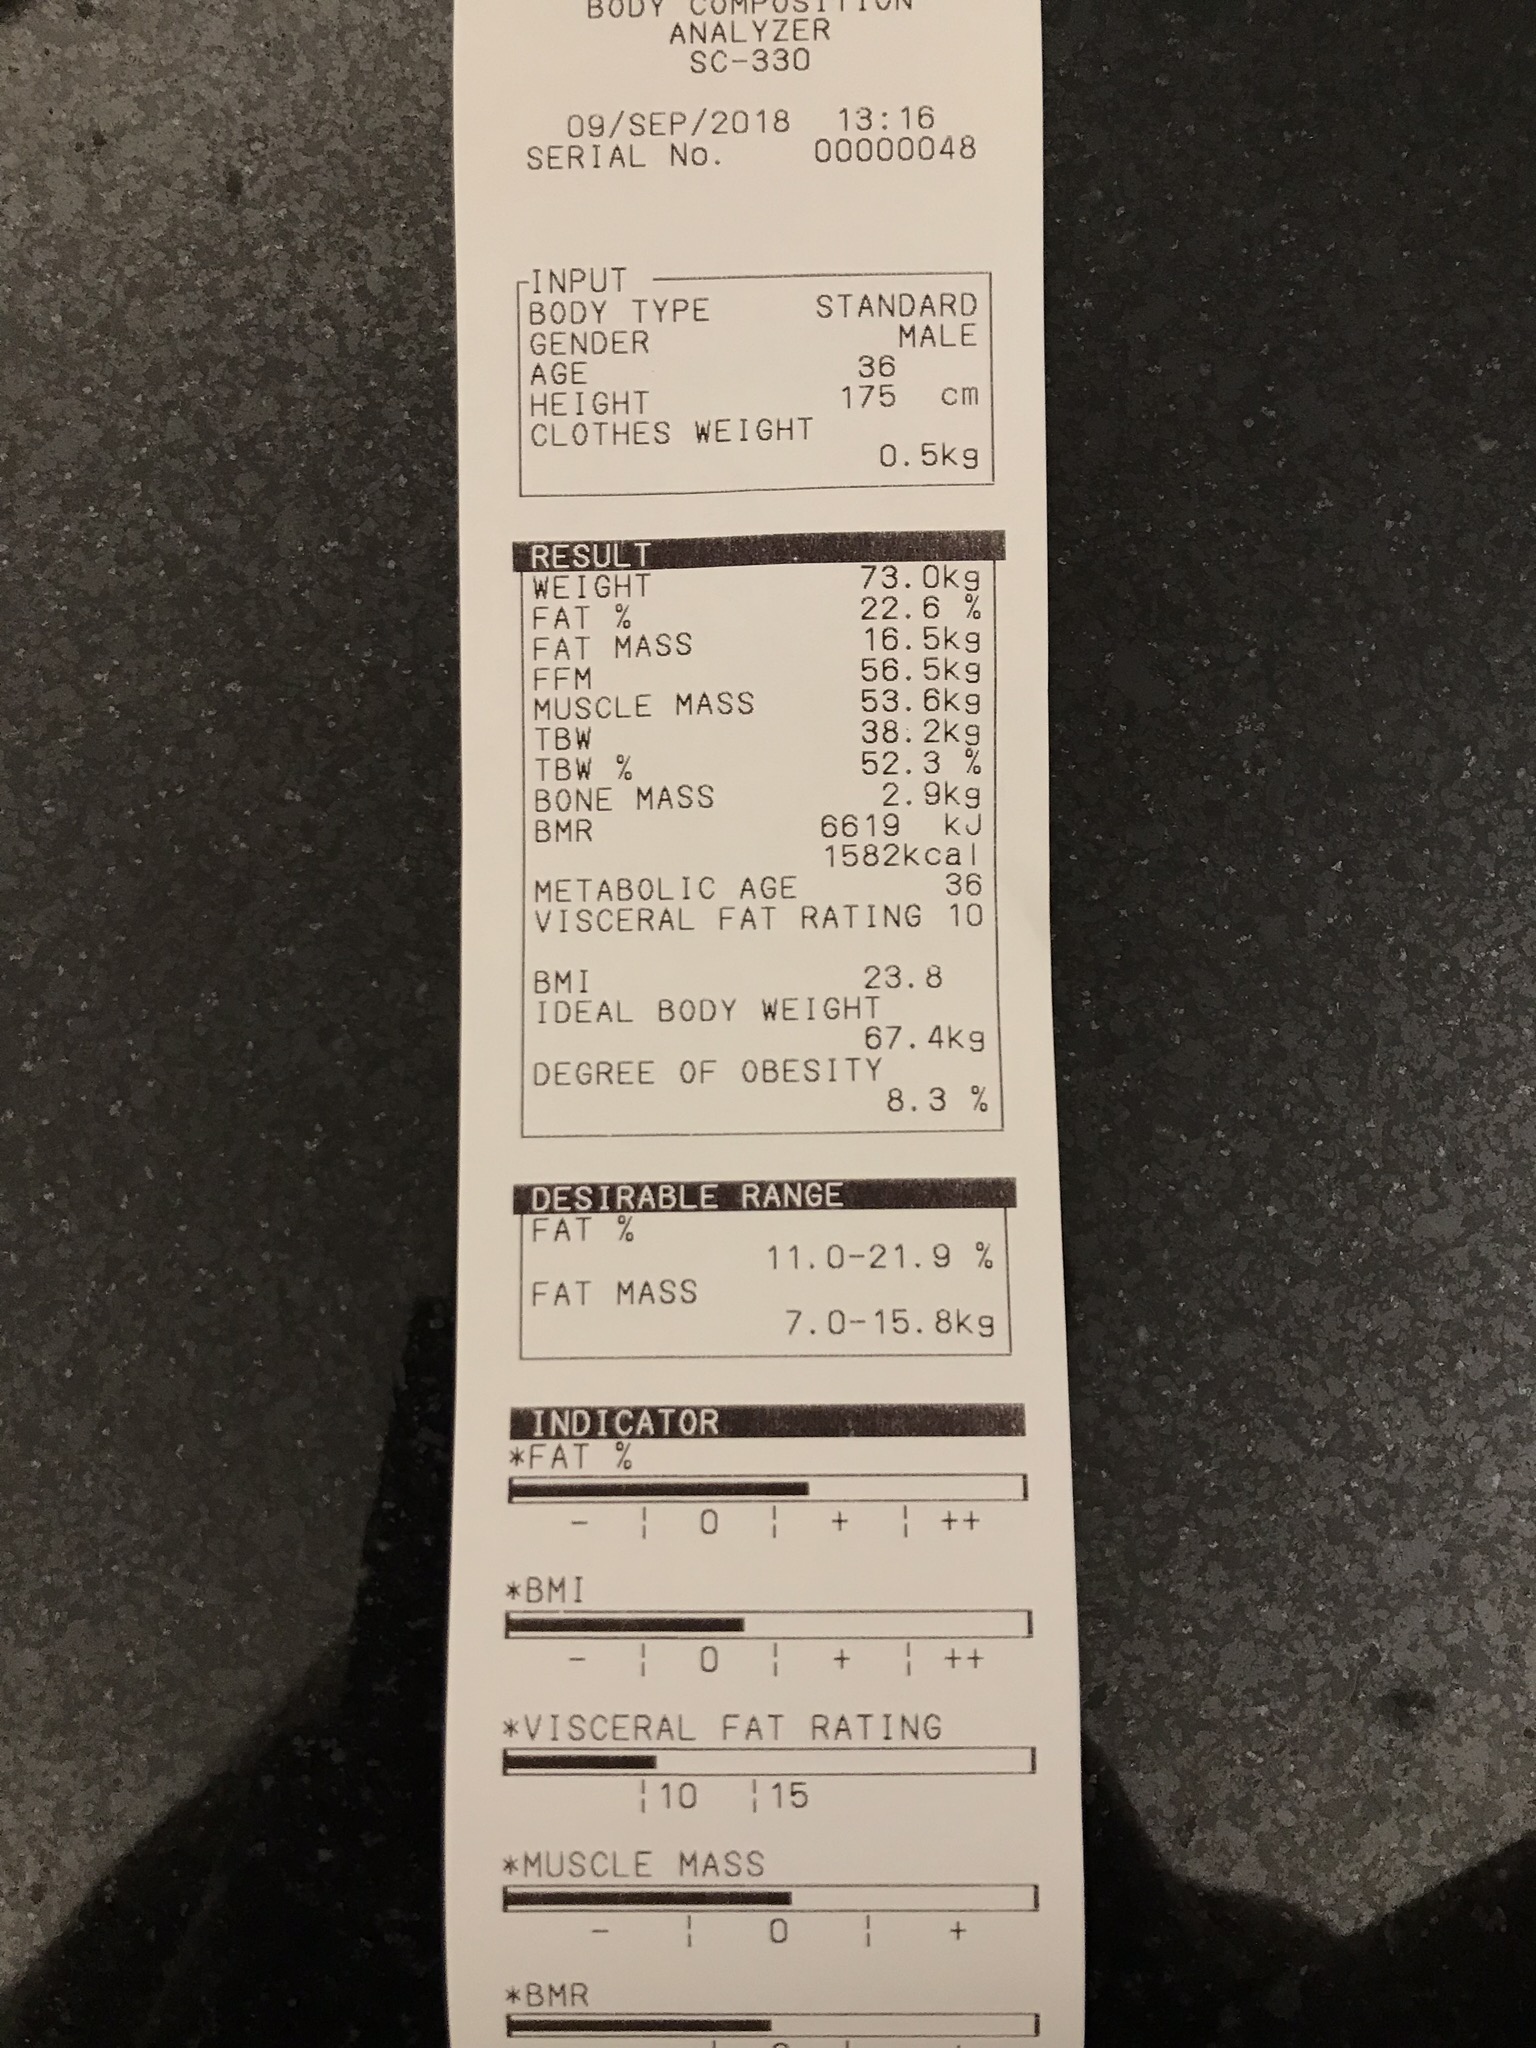 BODY COMPOSITION
ANALYZER
SC-330
09/SEP/2018 13:16
SERIAL No. 00000048
INPUT
BODY TYPE STANDARD
GENDER MALE
AGE 36
HEIGHT 175 cm
CLOTHES WEIGHT
0.5kg
RESULT
WEIGHT 73.0kg
FAT % 22.6 %
FAT MASS 16.5kg
FFM 56.5kg
MUSCLE MASS 53.6kg
TBW 38.2kg
TBW % 52.3 %
BONE MASS 2.9kg
BMR 6619 kJ
1582kcal
METABOLIC AGE 36
VISCERAL FAT RATING 10
BMI 23.8
IDEAL BODY WEIGHT
67.4kg
DEGREE OF OBESITY
8.3 %
DESIRABLE RANGE
FAT %
11.0-21.9 %
FAT MASS
7.0-15.8kg
INDICATOR
*FAT %
- ¦ 0 ¦ + ¦ ++
*BMI
- ¦ 0 ¦ + ¦ ++
*VISCERAL FAT RATING
¦10 ¦15
*MUSCLE MASS
- ¦ 0 ¦ +
*BMR